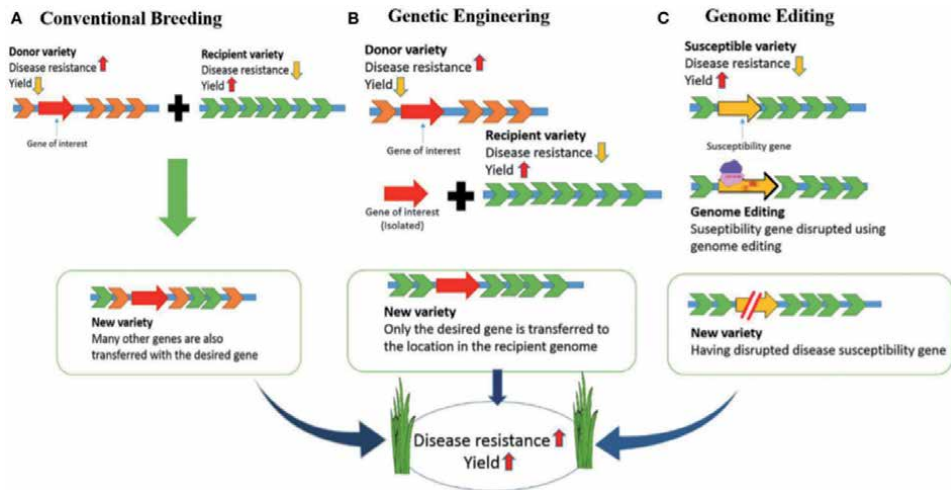 A Conventional Breeding
Donor variety
Disease resistance
Yield
Recipient variety
Disease resistance
Yield
Gene of interest
New variety
Many other genes are also
transferred with the desired gene
B Genetic Engineering
Donor variety
Disease resistance
Yield
Gene of interest
Recipient variety
Disease resistance
Yield
Gene of interest
(Isolated)
New variety
Only the desired gene is transferred to
the location in the recipient genome
C Genome Editing
Susceptible variety
Disease resistance
Yield
Susceptibility gene
Genome Editing
Suseptibility gene disrupted using
genome editing
New variety
Having disrupted disease susceptibility gene
Disease resistance
Yield